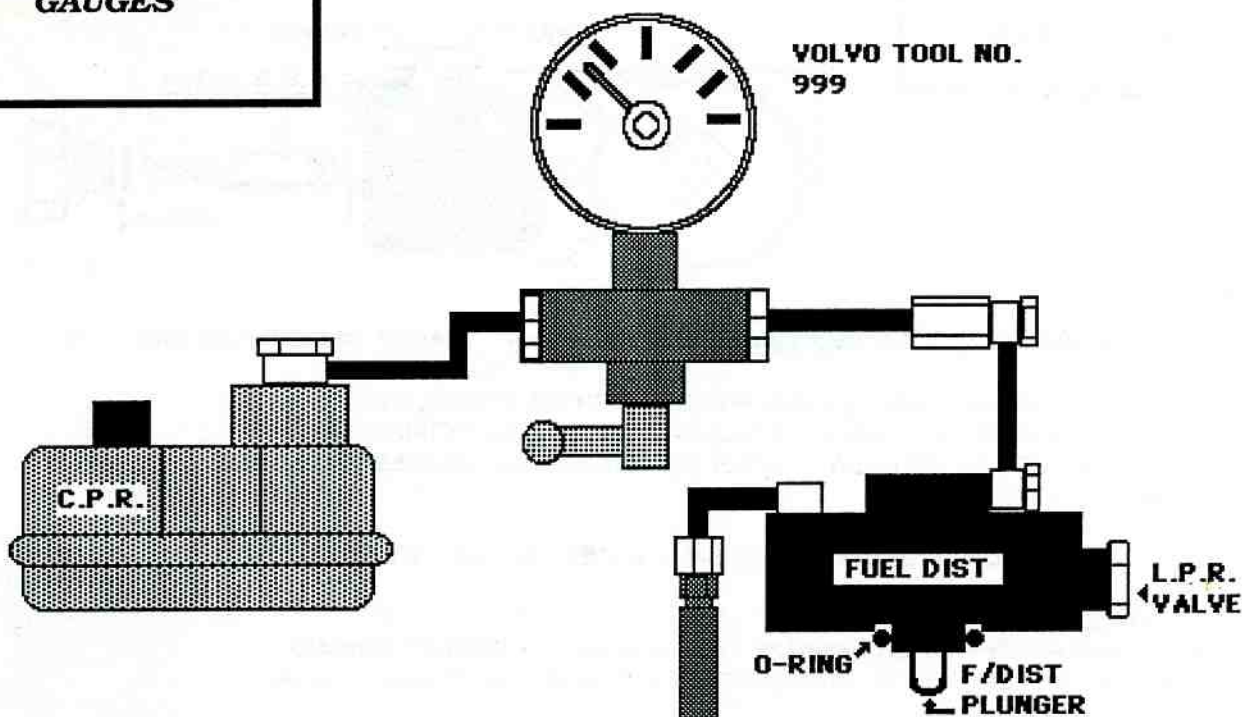 GAUGES
VOLVO TOOL NO.
999
C.P.R.
FUEL DIST
L.P.R.
VALVE
O-RING
F/DIST
PLUNGER